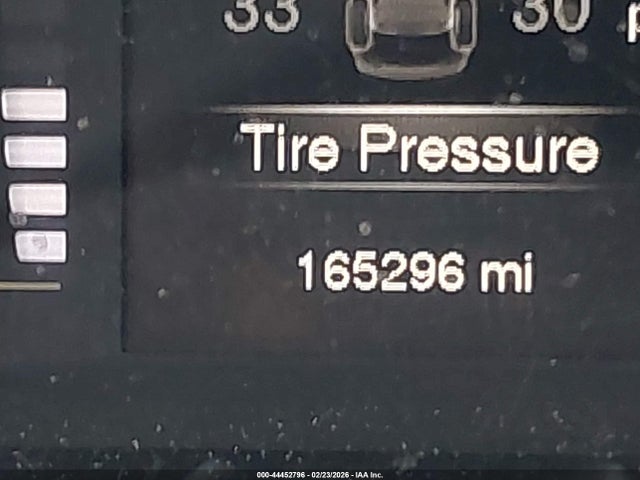 33 30
Tire Pressure
165296 mi
000-44452796 - 02/23/2026 - IAA Inc.